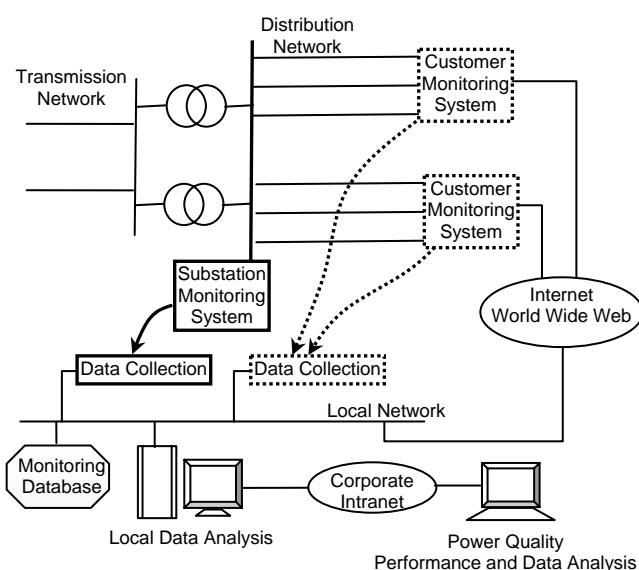 Distribution
Network
Transmission
Network
Customer
Monitoring
System
Customer
Monitoring
System
Substation
Monitoring
System
Internet
World Wide Web
Data Collection
Data Collection
Local Network
Monitoring
Database
Corporate
Intranet
Local Data Analysis
Power Quality
Performance and Data Analysis